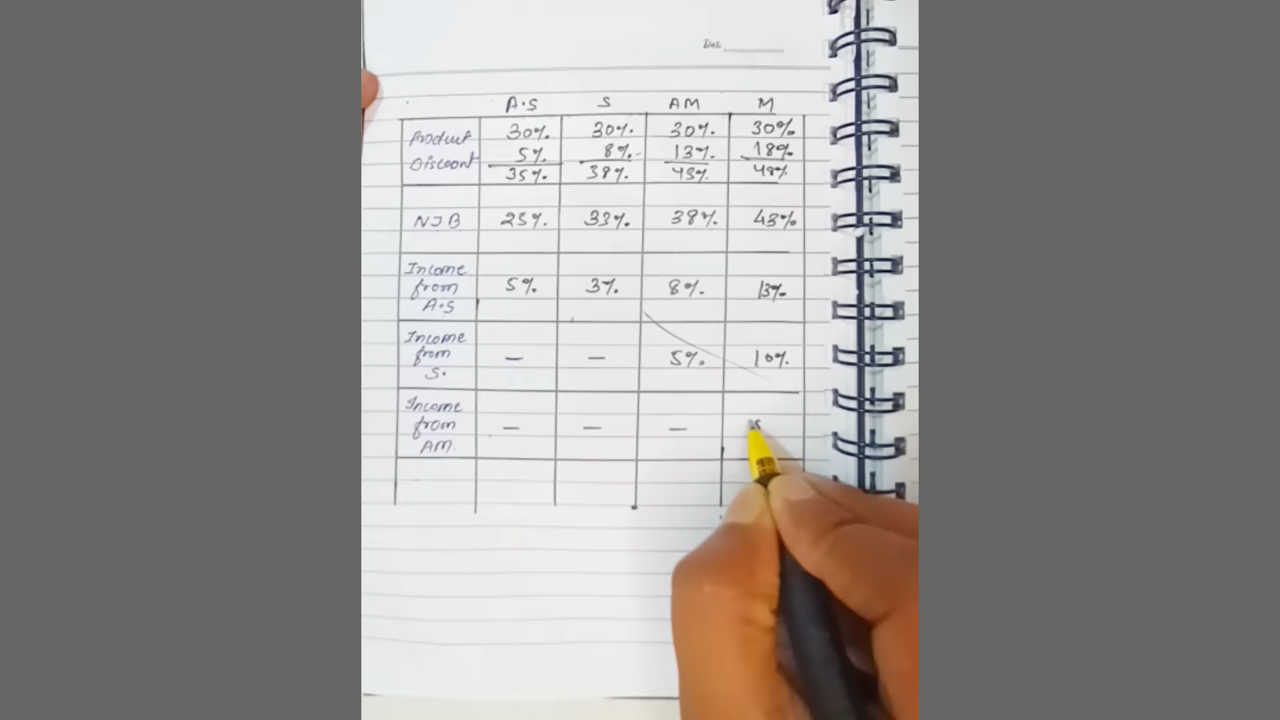 Date
A.S S AM M
Product 30% 30% 30% 30%
Discount 5% 8% 13% 18%
35% 38% 43% 48%
NJB 25% 33% 38% 43%
Income
from 5% 3% 8% 13%
A.S
Income
from — — 5% 10%
S.
Income
from — — —
AM.